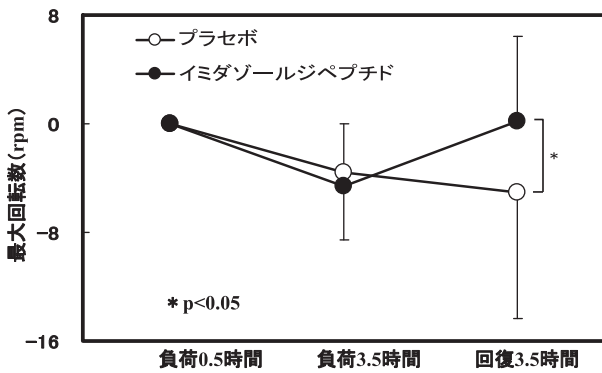 8
プラセボ
イミダゾールジペプチド
0
最大回転数(rpm)
*
-8
* p<0.05
-16
負荷0.5時間 負荷3.5時間 回復3.5時間